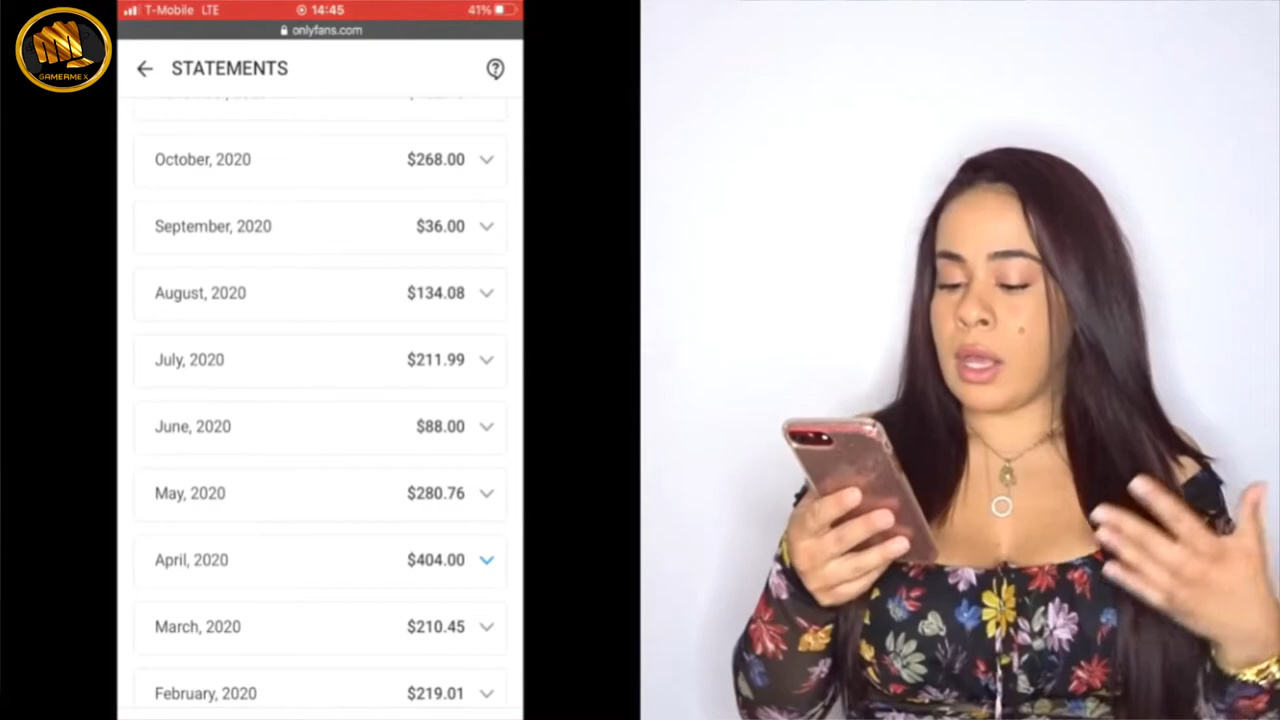 T-Mobile LTE 14:45 41%
onlyfans.com
STATEMENTS
October, 2020 $268.00
September, 2020 $36.00
August, 2020 $134.08
July, 2020 $211.99
June, 2020 $88.00
May, 2020 $280.76
April, 2020 $404.00
March, 2020 $210.45
February, 2020 $219.01
GAMERMEX